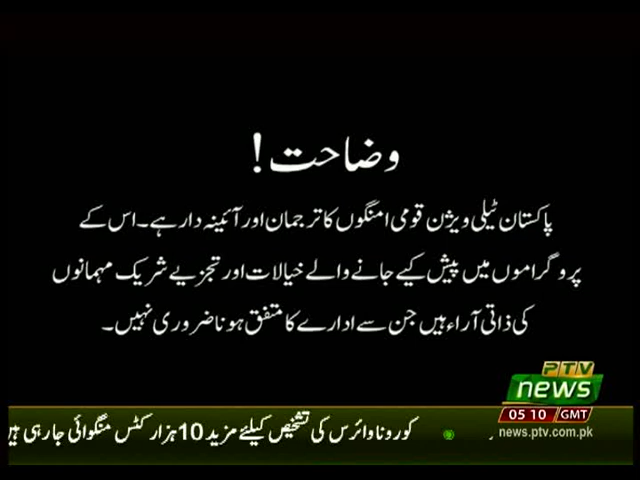 وضاحت!
پاکستان ٹیلی ویژن قومی امنگوں کا ترجمان اور آئینہ دار ہے۔ اس کے
پروگراموں میں پیش کیے جانے والے خیالات اور تجزیے شریک مہمانوں
کی ذاتی آراء ہیں جن سے ادارے کا متفق ہونا ضروری نہیں۔
PTV
news
05 10 GMT
news.ptv.com.pk
کورونا وائرس کی تشخیص کیلئے مزید 10 ہزار کٹس منگوائی جا رہی ہیں